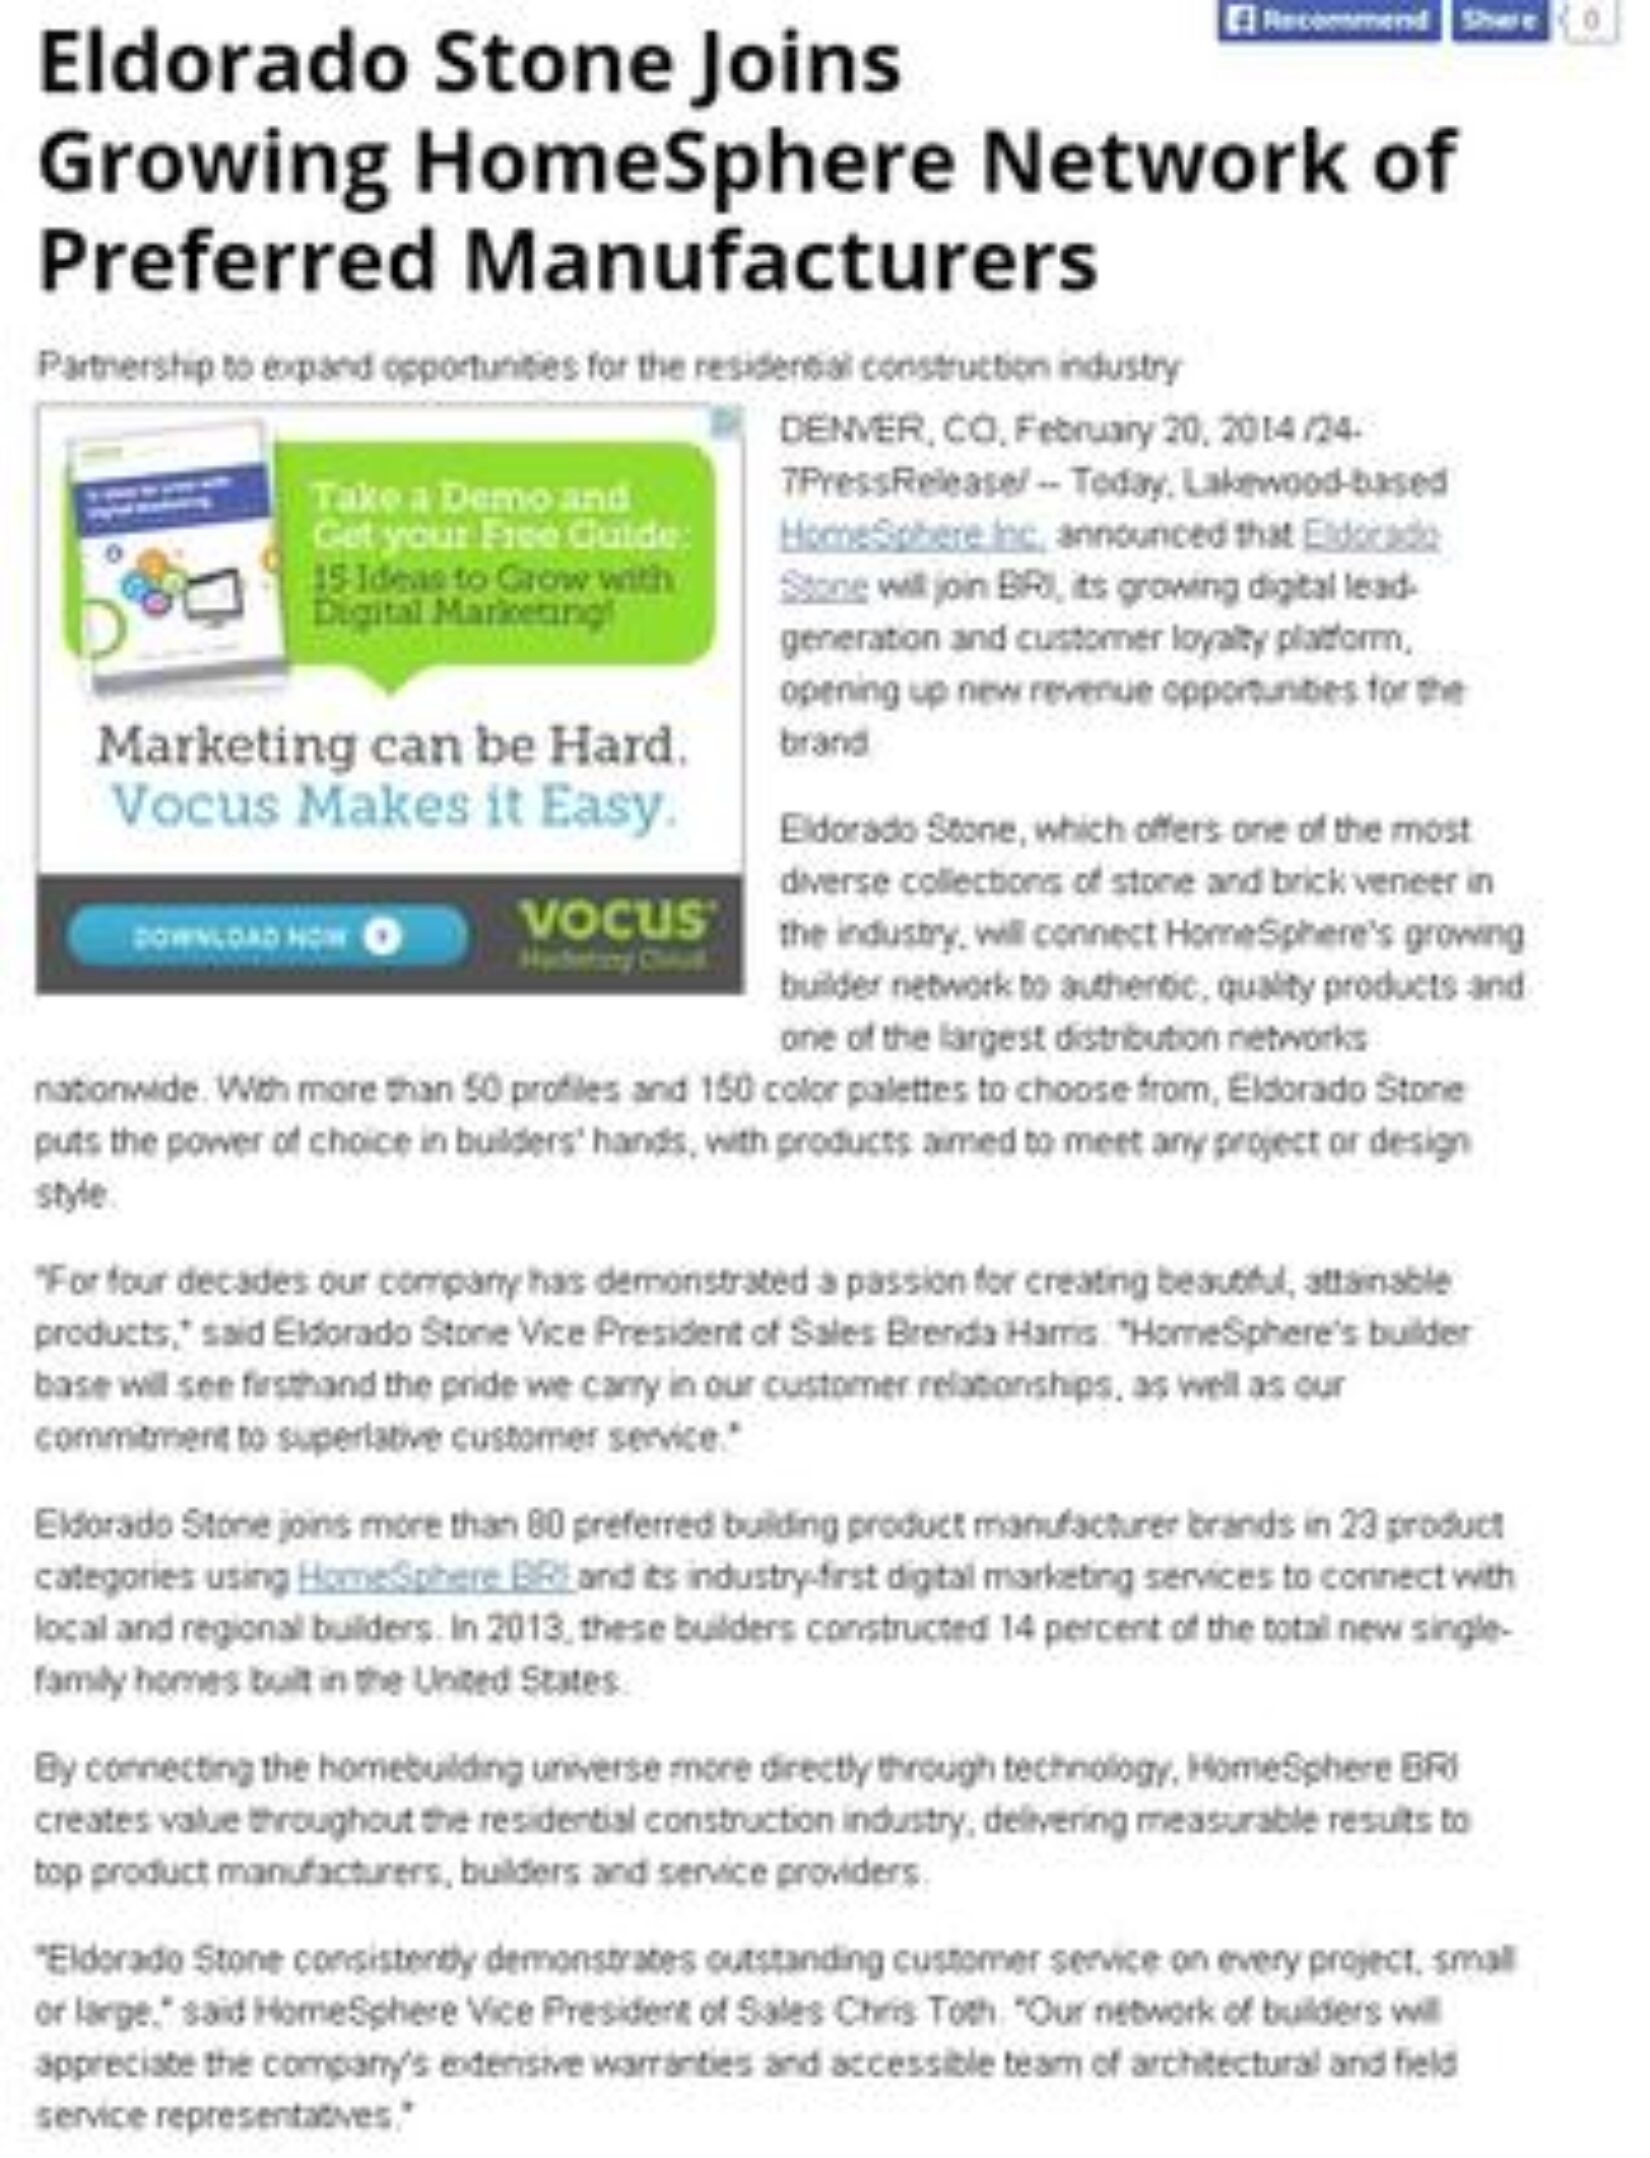 Recommend Share 0
Eldorado Stone Joins
Growing HomeSphere Network of
Preferred Manufacturers
Partnership to expand opportunities for the residential construction industry
Take a Demo and
Get your Free Guide:
15 Ideas to Grow with
Digital Marketing!
Marketing can be Hard.
Vocus Makes it Easy.
DOWNLOAD NOW
vocus
Marketing Cloud
DENVER, CO, February 20, 2014 /24-
7PressRelease/ -- Today, Lakewood-based
HomeSphere Inc. announced that Eldorado
Stone will join BRI, its growing digital lead-
generation and customer loyalty platform,
opening up new revenue opportunities for the
brand.
Eldorado Stone, which offers one of the most
diverse collections of stone and brick veneer in
the industry, will connect HomeSphere's growing
builder network to authentic, quality products and
one of the largest distribution networks
nationwide. With more than 50 profiles and 150 color palettes to choose from, Eldorado Stone
puts the power of choice in builders' hands, with products aimed to meet any project or design
style.
"For four decades our company has demonstrated a passion for creating beautiful, attainable
products," said Eldorado Stone Vice President of Sales Brenda Harris. "HomeSphere's builder
base will see firsthand the pride we carry in our customer relationships, as well as our
commitment to superlative customer service."
Eldorado Stone joins more than 80 preferred building product manufacturer brands in 23 product
categories using HomeSphere BRI and its industry-first digital marketing services to connect with
local and regional builders. In 2013, these builders constructed 14 percent of the total new single-
family homes built in the United States.
By connecting the homebuilding universe more directly through technology, HomeSphere BRI
creates value throughout the residential construction industry, delivering measurable results to
top product manufacturers, builders and service providers.
"Eldorado Stone consistently demonstrates outstanding customer service on every project, small
or large," said HomeSphere Vice President of Sales Chris Toth. "Our network of builders will
appreciate the company's extensive warranties and accessible team of architectural and field
service representatives."